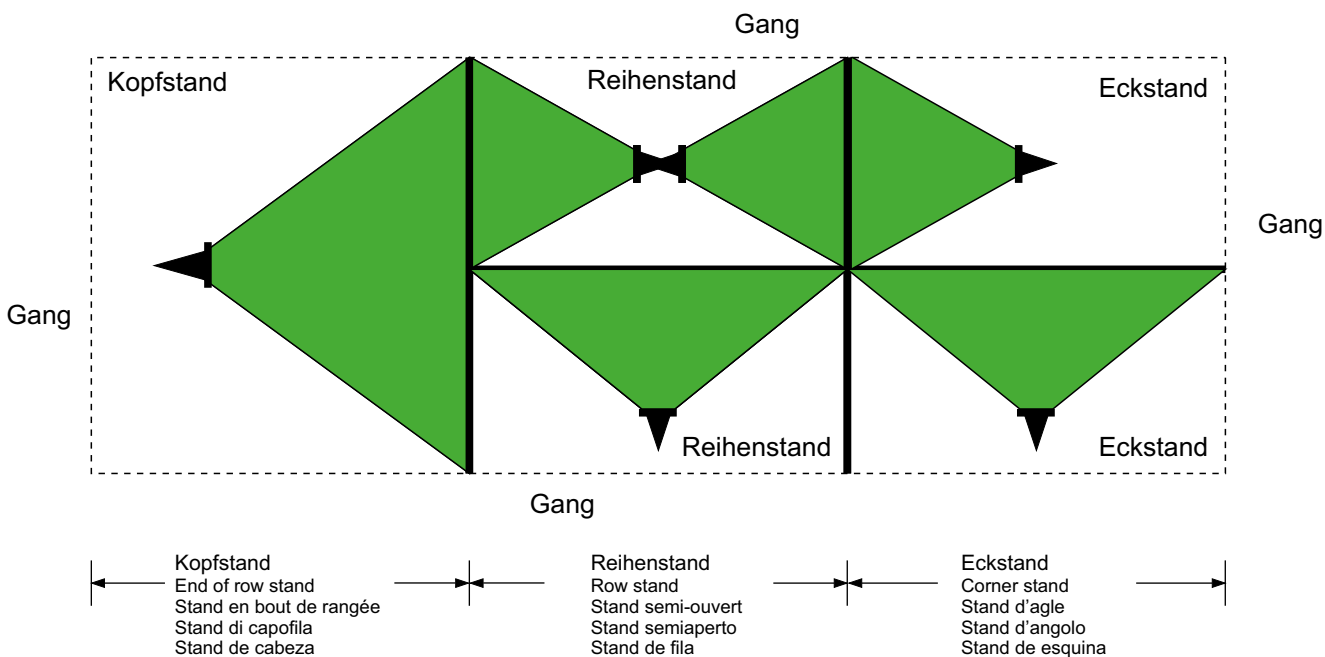 Gang
Kopfstand
Reihenstand
Eckstand
Gang
Gang
Reihenstand
Eckstand
Gang
Kopfstand
End of row stand
Stand en bout de rangée
Stand di capofila
Stand de cabeza
Reihenstand
Row stand
Stand semi-ouvert
Stand semiaperto
Stand de fila
Eckstand
Corner stand
Stand d'agle
Stand d'angolo
Stand de esquina